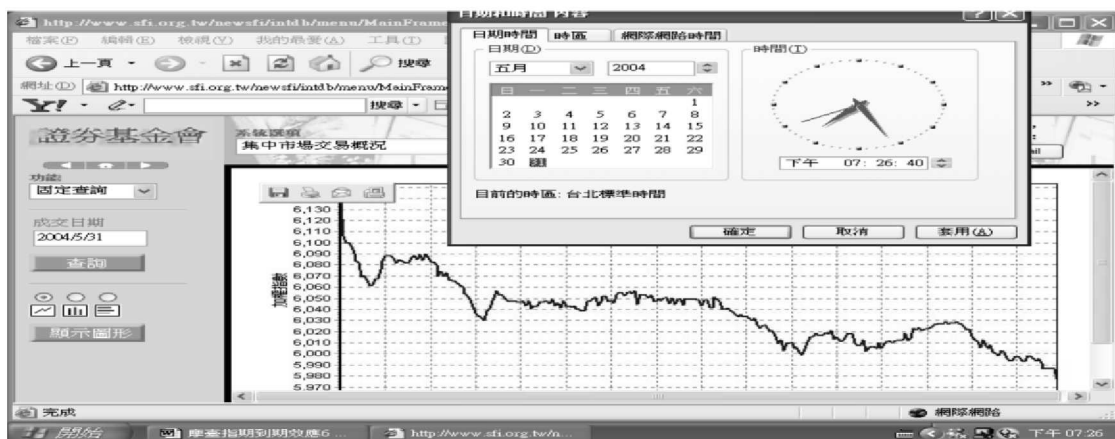 http://www.sfi.org.tw/newsfi/intdb/menu/MainFrame
檔案(F) 編輯(E) 檢視(V) 我的最愛(A) 工具(T)
上一頁 搜尋
網址(D) http://www.sfi.org.tw/newsfi/intdb/menu/MainFram
Y! 搜尋
證券基金會
系統選項
集中市場交易概況
功能
固定查詢
成交日期
2004/5/31
查詢
顯示圖形
日期和時間 內容
日期時間 時區 網際網路時間
日期(D)
五月 2004
日 一 二 三 四 五 六
1
2 3 4 5 6 7 8
9 10 11 12 13 14 15
16 17 18 19 20 21 22
23 24 25 26 27 28 29
30 31
時間(T)
下午 07: 26: 40
目前的時區: 台北標準時間
確定 取消 套用(A)
6,130
6,120
6,110
6,100
6,090
6,080
6,070
6,060
6,050
6,040
6,030
6,020
6,010
6,000
5,990
5,980
5,970
加權指數
完成 網際網路
開始 摩臺指期到期效應6 ... http://www.sfi.org.tw/n... 下午 07:26